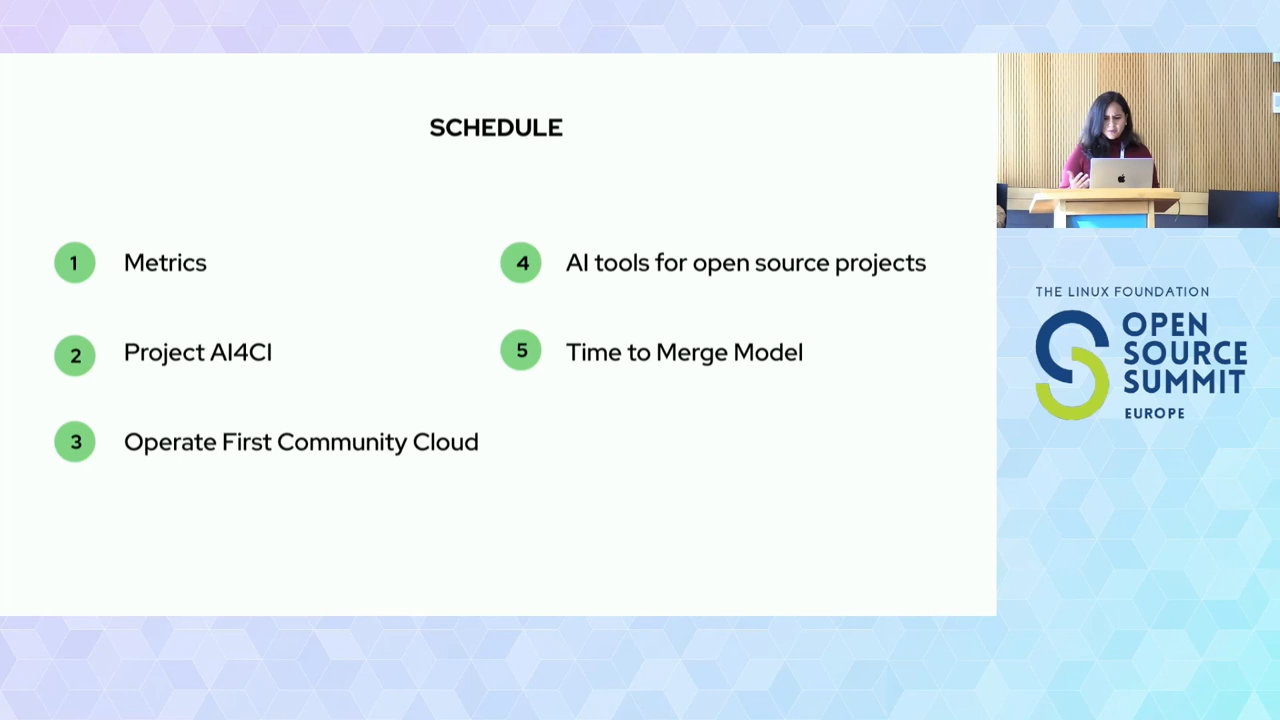 SCHEDULE
1 Metrics
2 Project AI4CI
3 Operate First Community Cloud
4 AI tools for open source projects
5 Time to Merge Model
THE LINUX FOUNDATION
OPEN
SOURCE
SUMMIT
EUROPE